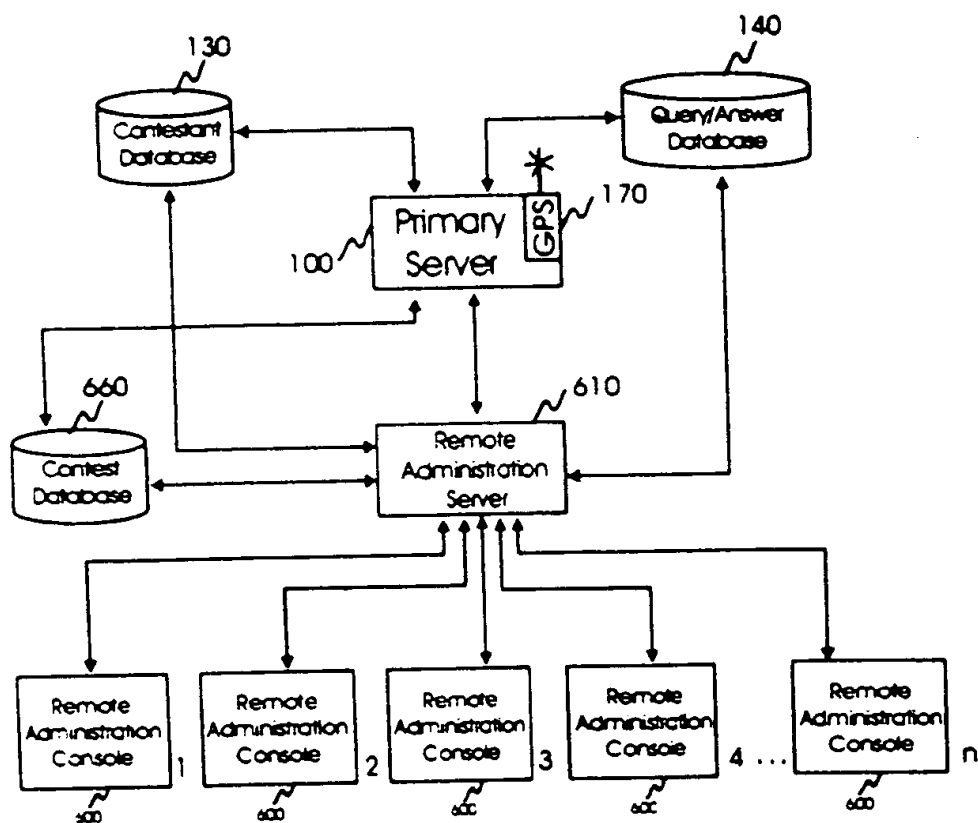 130
140
Contestant
Database
Query/Answer
Database
Primary
Server
GPS
170
100
660
610
Contest
Database
Remote
Administration
Server
Remote
Administration
Console
1
Remote
Administration
Console
2
Remote
Administration
Console
3
Remote
Administration
Console
4 ...
Remote
Administration
Console
n
600
600
600
600
600